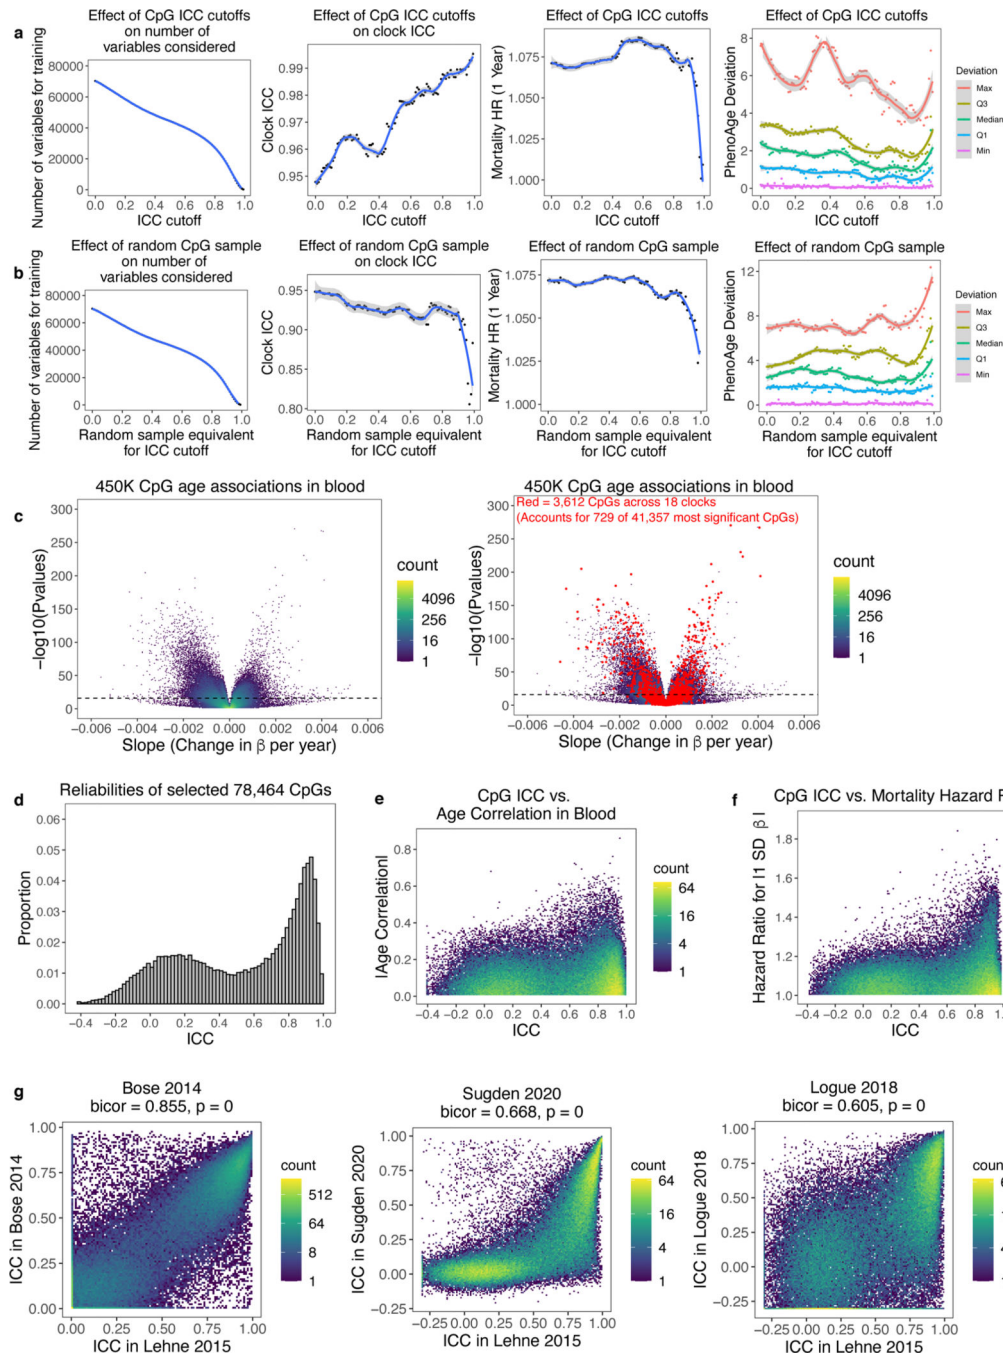 a
Effect of CpG ICC cutoffs
on number of
variables considered
Number of variables for training
80000
60000
40000
20000
0
0.0 0.2 0.4 0.6 0.8 1.0
ICC cutoff
Effect of CpG ICC cutoffs
on clock ICC
Clock ICC
0.99
0.98
0.97
0.96
0.95
0.0 0.2 0.4 0.6 0.8 1.0
ICC cutoff
Effect of CpG ICC cutoffs
Mortality HR (1 Year)
1.075
1.050
1.025
1.000
0.0 0.2 0.4 0.6 0.8 1.0
ICC cutoff
Effect of CpG ICC cutoffs
PhenoAge Deviation
8
6
4
2
0
0.0 0.2 0.4 0.6 0.8 1.0
ICC cutoff
Deviation
Max
Q3
Median
Q1
Min
b
Effect of random CpG sample
on number of
variables considered
Number of variables for training
80000
60000
40000
20000
0
0.0 0.2 0.4 0.6 0.8 1.0
Random sample equivalent
for ICC cutoff
Effect of random CpG sample
on clock ICC
Clock ICC
0.95
0.90
0.85
0.80
0.0 0.2 0.4 0.6 0.8 1.0
Random sample equivalent
for ICC cutoff
Effect of random CpG sample
Mortality HR (1 Year)
1.075
1.050
1.025
1.000
0.0 0.2 0.4 0.6 0.8 1.0
Random sample equivalent
for ICC cutoff
Effect of random CpG sample
PhenoAge Deviation
12
8
4
0
0.0 0.2 0.4 0.6 0.8 1.0
Random sample equivalent
for ICC cutoff
Deviation
Max
Q3
Median
Q1
Min
c
450K CpG age associations in blood
−log10(Pvalues)
300
250
200
150
100
50
0
−0.006 −0.004 −0.002 0.000 0.002 0.004 0.006
Slope (Change in β per year)
count
4096
256
16
1
450K CpG age associations in blood
Red = 3,612 CpGs across 18 clocks
(Accounts for 729 of 41,357 most significant CpGs)
−log10(Pvalues)
300
250
200
150
100
50
0
−0.006 −0.004 −0.002 0.000 0.002 0.004 0.006
Slope (Change in β per year)
count
4096
256
16
1
d
Reliabilities of selected 78,464 CpGs
Proportion
0.06
0.05
0.04
0.03
0.02
0.01
0.00
−0.4 −0.2 0.0 0.2 0.4 0.6 0.8 1.0
ICC
e
CpG ICC vs.
Age Correlation in Blood
|Age Correlation|
0.8
0.6
0.4
0.2
0.0
−0.4 −0.2 0.0 0.2 0.4 0.6 0.8 1.0
ICC
count
64
16
4
1
f
CpG ICC vs. Mortality Hazard R
Hazard Ratio for |1 SD β|
1.8
1.6
1.4
1.2
1.0
−0.4 −0.2 0.0 0.2 0.4 0.6 0.8 1.
ICC
g
Bose 2014
bicor = 0.855, p = 0
ICC in Bose 2014
1.00
0.75
0.50
0.25
0.00
0.00 0.25 0.50 0.75 1.00
ICC in Lehne 2015
count
512
64
8
1
Sugden 2020
bicor = 0.668, p = 0
ICC in Sugden 2020
1.00
0.75
0.50
0.25
0.00
−0.25
−0.25 0.00 0.25 0.50 0.75 1.00
ICC in Lehne 2015
count
64
16
4
1
Logue 2018
bicor = 0.605, p = 0
ICC in Logue 2018
1.00
0.75
0.50
0.25
0.00
−0.25
−0.25 0.00 0.25 0.50 0.75 1.00
ICC in Lehne 2015
count